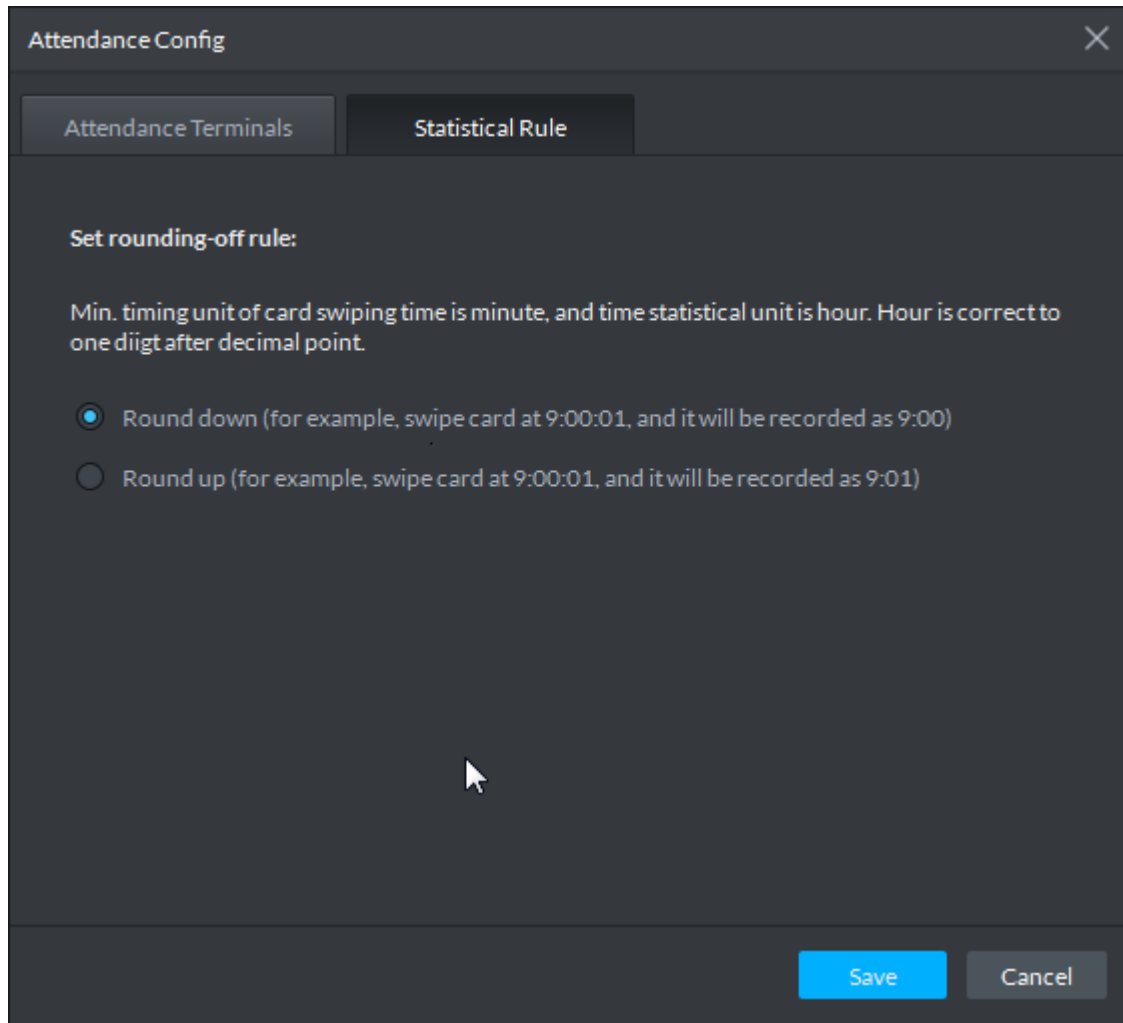 Attendance Config
Attendance Terminals
Statistical Rule
Set rounding-off rule:
Min. timing unit of card swiping time is minute, and time statistical unit is hour. Hour is correct to
one diigt after decimal point.
Round down (for example, swipe card at 9:00:01, and it will be recorded as 9:00)
Round up (for example, swipe card at 9:00:01, and it will be recorded as 9:01)
Save
Cancel